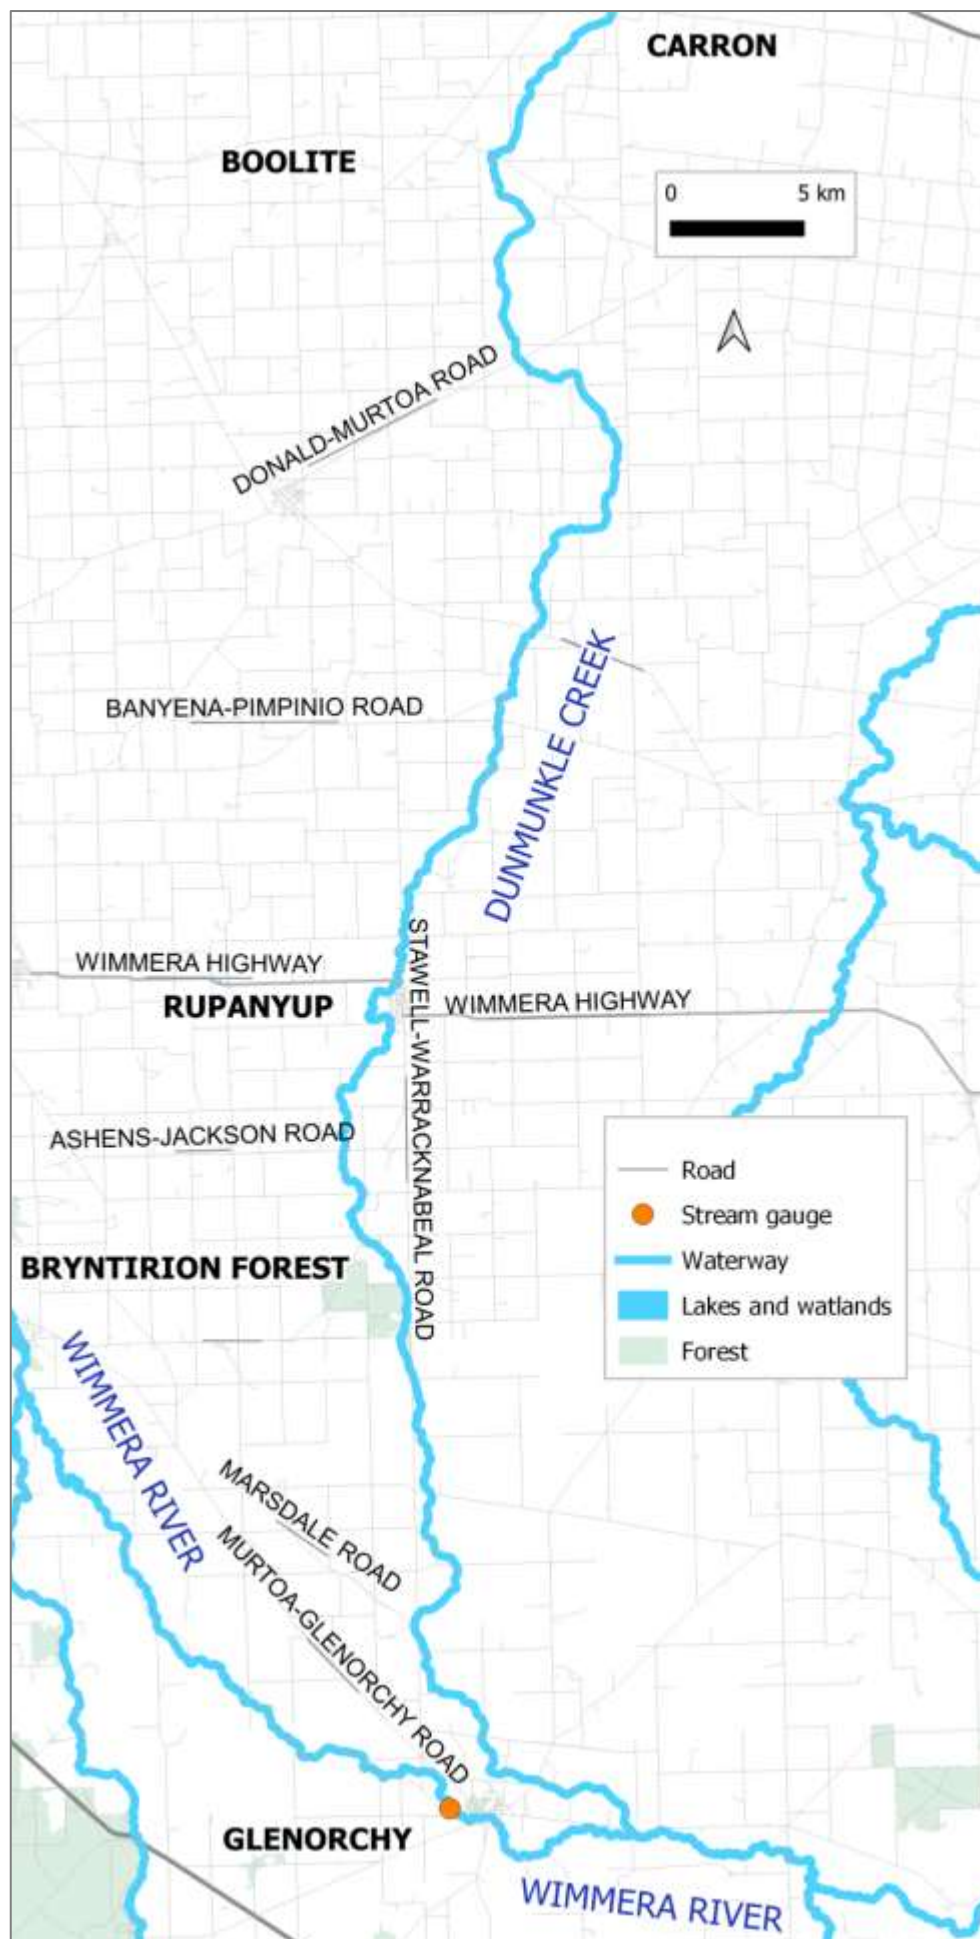 CARRON
BOOLITE
0 5 km
DONALD-MURTOA ROAD
BANYENA-PIMPINIO ROAD
DUNMUNKLE CREEK
STAWELL-WARRACKNABEAL ROAD
WIMMERA HIGHWAY
WIMMERA HIGHWAY
RUPANYUP
ASHENS-JACKSON ROAD
Road
Stream gauge
Waterway
Lakes and watlands
Forest
BRYNTIRION FOREST
WIMMERA RIVER
MARSDALE ROAD
MURTOA-GLENORCHY ROAD
GLENORCHY
WIMMERA RIVER